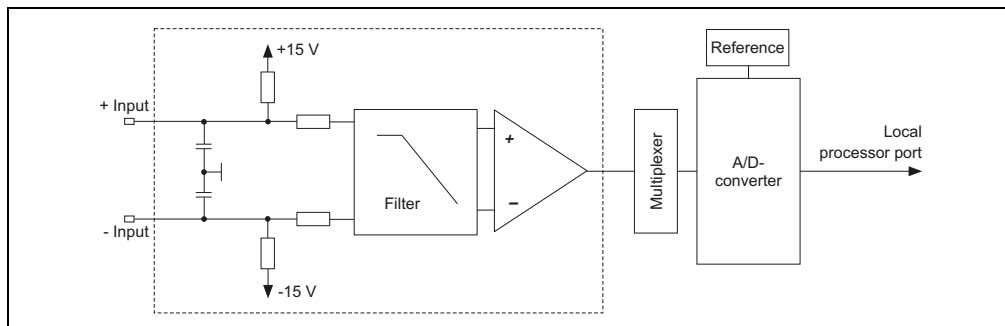 +15 V
Reference
+ Input
+
Filter
−
Multiplexer
A/D-
converter
Local
processor port
- Input
-15 V